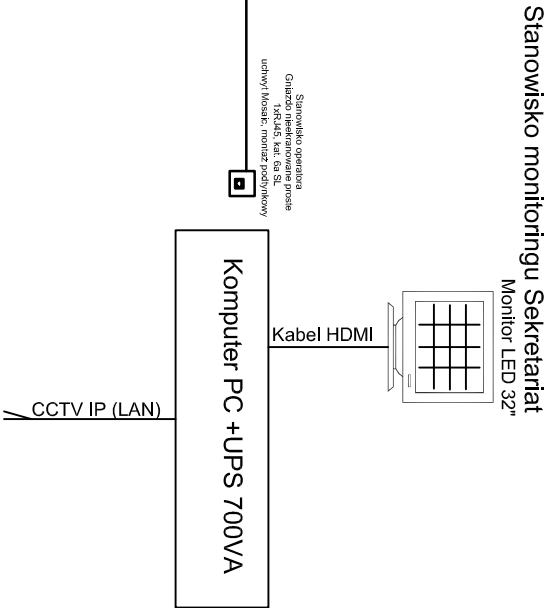 Stanowisko monitoringu Sekretariat
Monitor LED 32"
Stanowisko operatora
Gniazdo nieekranowane proste
1xRJ45, kat. 6a SL
uchwyt Mosaic, montaż podtynkowy
Kabel HDMI
Komputer PC +UPS 700VA
CCTV IP (LAN)